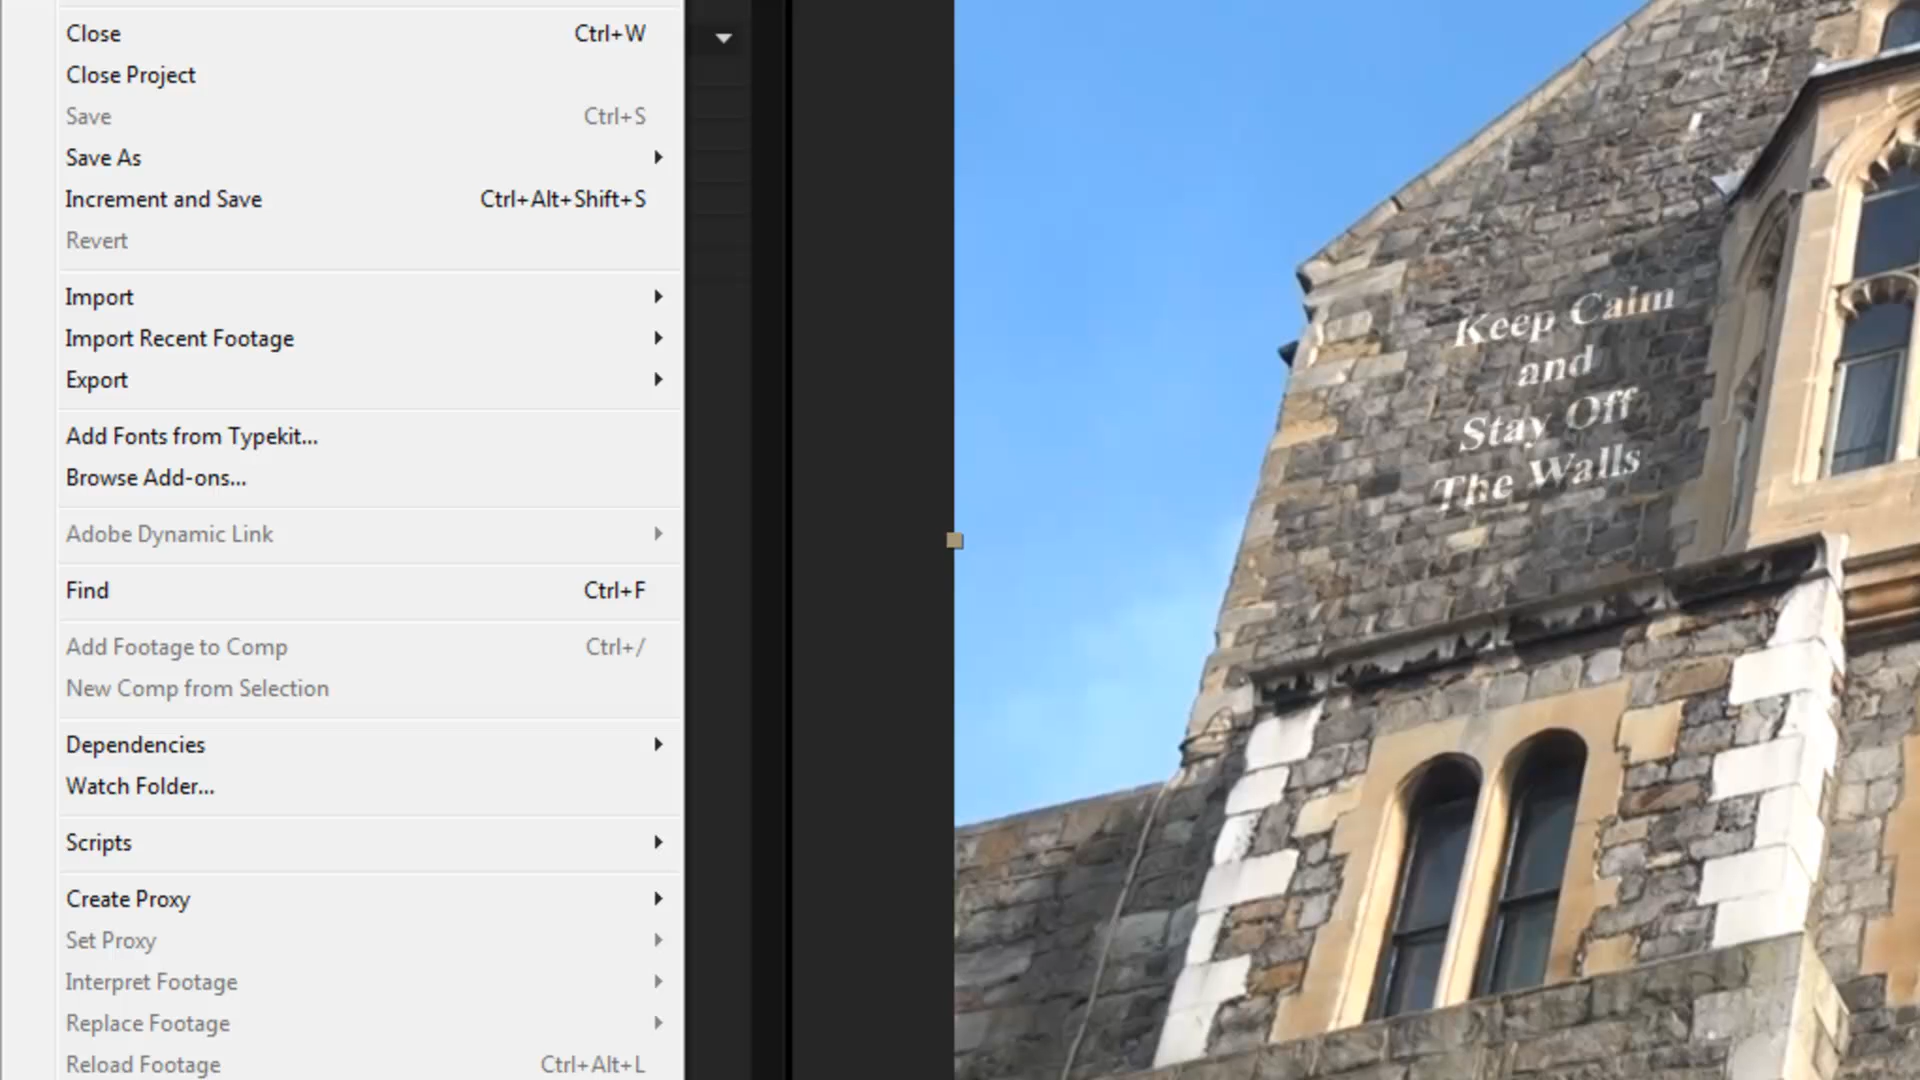 Close Ctrl+W
Close Project
Save Ctrl+S
Save As
Increment and Save Ctrl+Alt+Shift+S
Revert
Import
Import Recent Footage
Export
Add Fonts from Typekit...
Browse Add-ons...
Adobe Dynamic Link
Find Ctrl+F
Add Footage to Comp Ctrl+/
New Comp from Selection
Dependencies
Watch Folder...
Scripts
Create Proxy
Set Proxy
Interpret Footage
Replace Footage
Reload Footage Ctrl+Alt+L
Keep Calm
and
Stay Off
The Walls